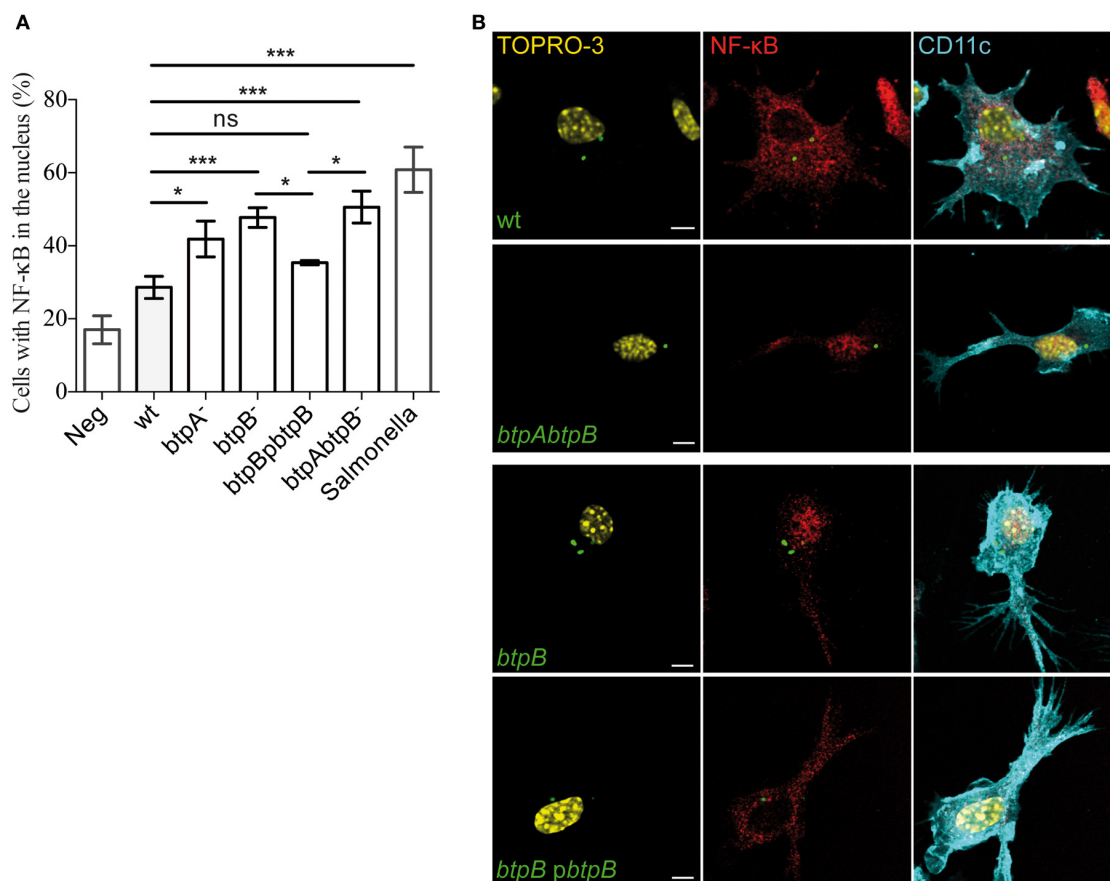 A
Cells with NF-κB in the nucleus (%)
80
60
40
20
0
***
***
ns
***
*
*
*
Neg
wt
btpA-
btpB-
btpBpbtpB
btpAbtpB-
Salmonella
B
TOPRO-3
NF-κB
CD11c
wt
btpAbtpB
btpB
btpB pbtpB